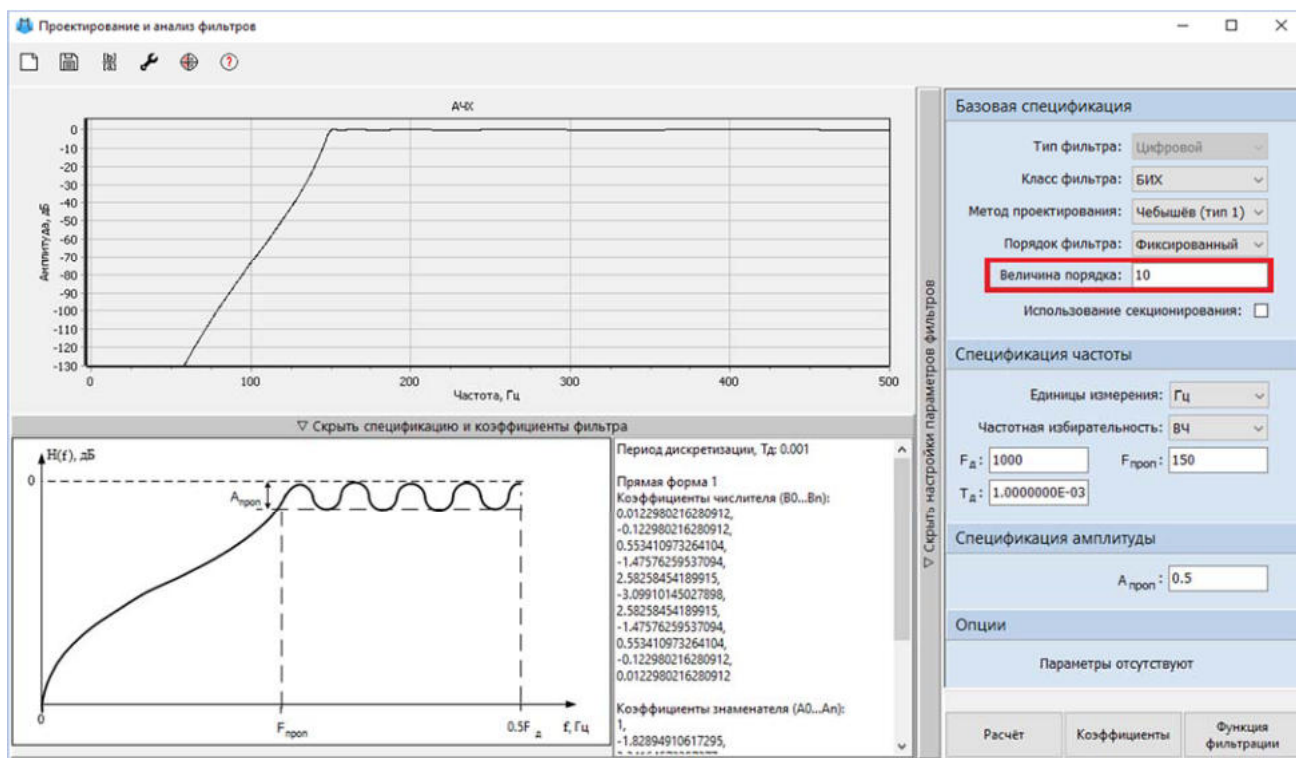 Проектирование и анализ фильтров
АЧХ
Амплитуда, дБ
0
-10
-20
-30
-40
-50
-60
-70
-80
-90
-100
-110
-120
-130
0 100 200 300 400 500
Частота, Гц
▽ Скрыть спецификацию и коэффициенты фильтра
H(f), дБ
0
Aпроп
0
Fпроп
0.5F д
f, Гц
Период дискретизации, Tд: 0.001
Прямая форма 1
Коэффициенты числителя (B0...Bn):
0.0122980216280912,
-0.122980216280912,
0.553410973264104,
-1.47576259537094,
2.58258454189915,
-3.09910145027898,
2.58258454189915,
-1.47576259537094,
0.553410973264104,
-0.122980216280912,
0.0122980216280912
Коэффициенты знаменателя (A0...An):
1,
-1.82894910617295,
▽ Скрыть настройки параметров фильтров
Базовая спецификация
Тип фильтра: Цифровой
Класс фильтра: БИХ
Метод проектирования: Чебышёв (тип 1)
Порядок фильтра: Фиксированный
Величина порядка: 10
Использование секционирования:
Спецификация частоты
Единицы измерения: Гц
Частотная избирательность: ВЧ
Fд: 1000 Fпроп: 150
Tд: 1.0000000E-03
Спецификация амплитуды
Aпроп: 0.5
Опции
Параметры отсутствуют
Расчёт Коэффициенты Функция
фильтрации